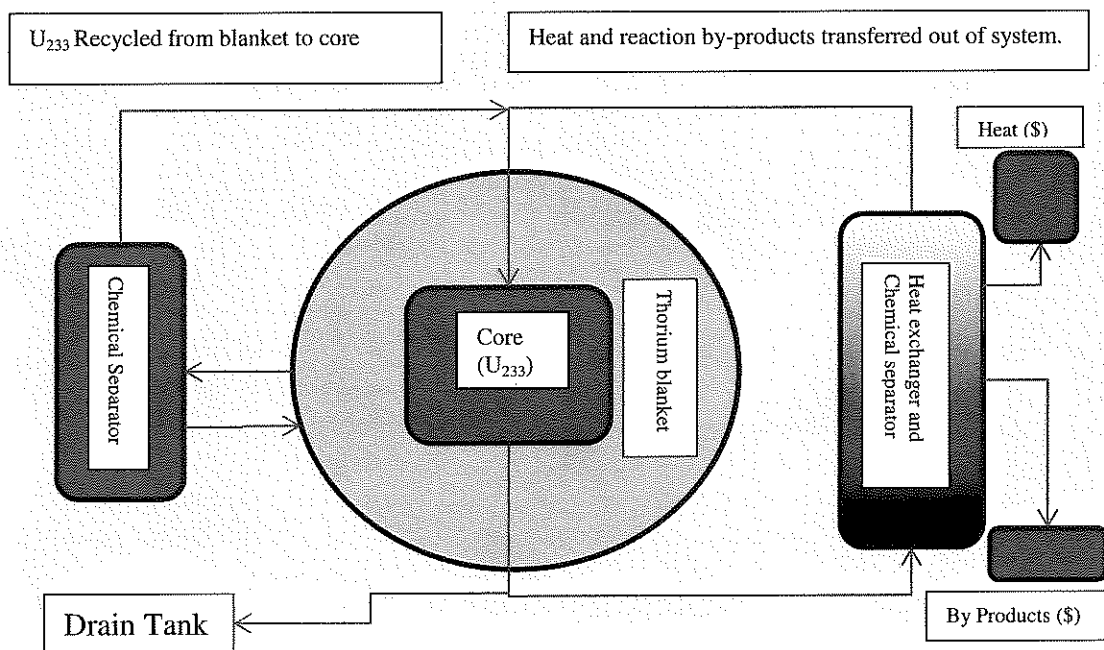 U₂₃₃ Recycled from blanket to core
Heat and reaction by-products transferred out of system.
Heat ($)
Chemical Separator
Core
(U₂₃₃)
Thorium blanket
Heat exchanger and
Chemical separator
Drain Tank
By Products ($)